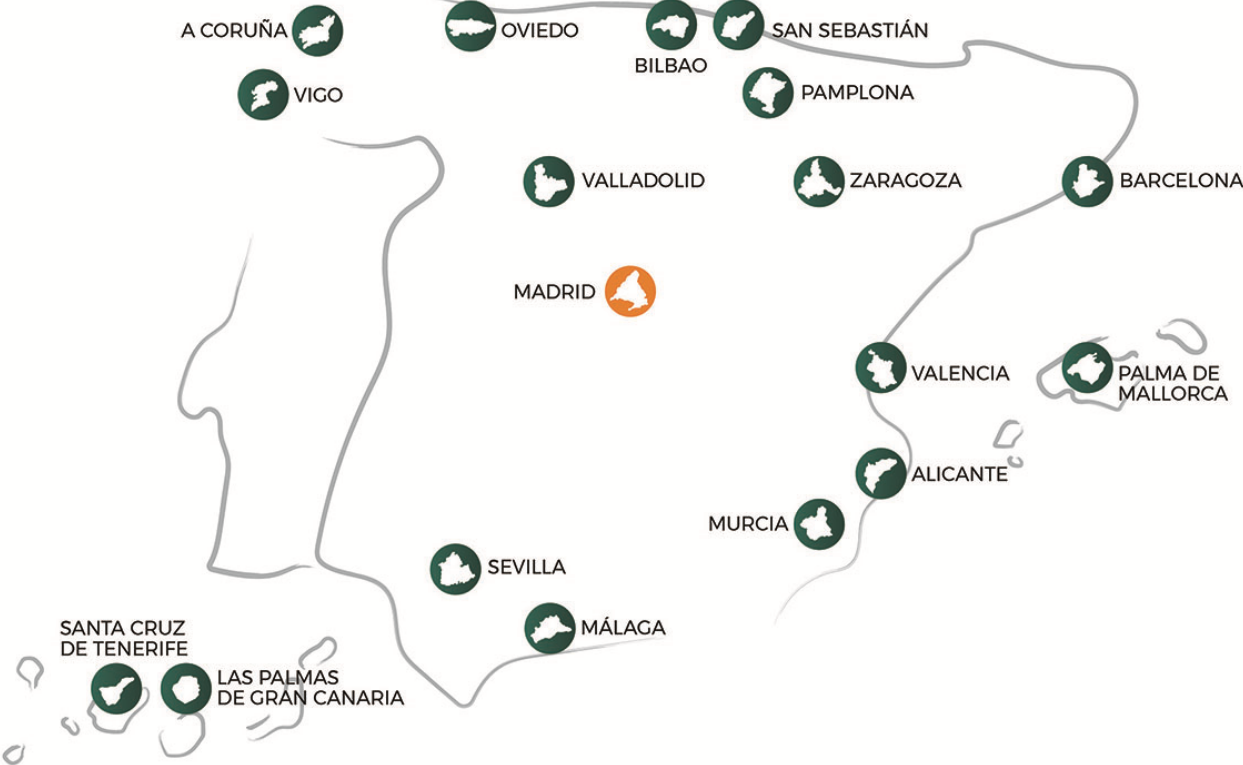 A CORUÑA
OVIEDO
BILBAO
SAN SEBASTIÁN
VIGO
PAMPLONA
VALLADOLID
ZARAGOZA
BARCELONA
MADRID
VALENCIA
PALMA DE
MALLORCA
ALICANTE
MURCIA
SEVILLA
MÁLAGA
SANTA CRUZ
DE TENERIFE
LAS PALMAS
DE GRAN CANARIA